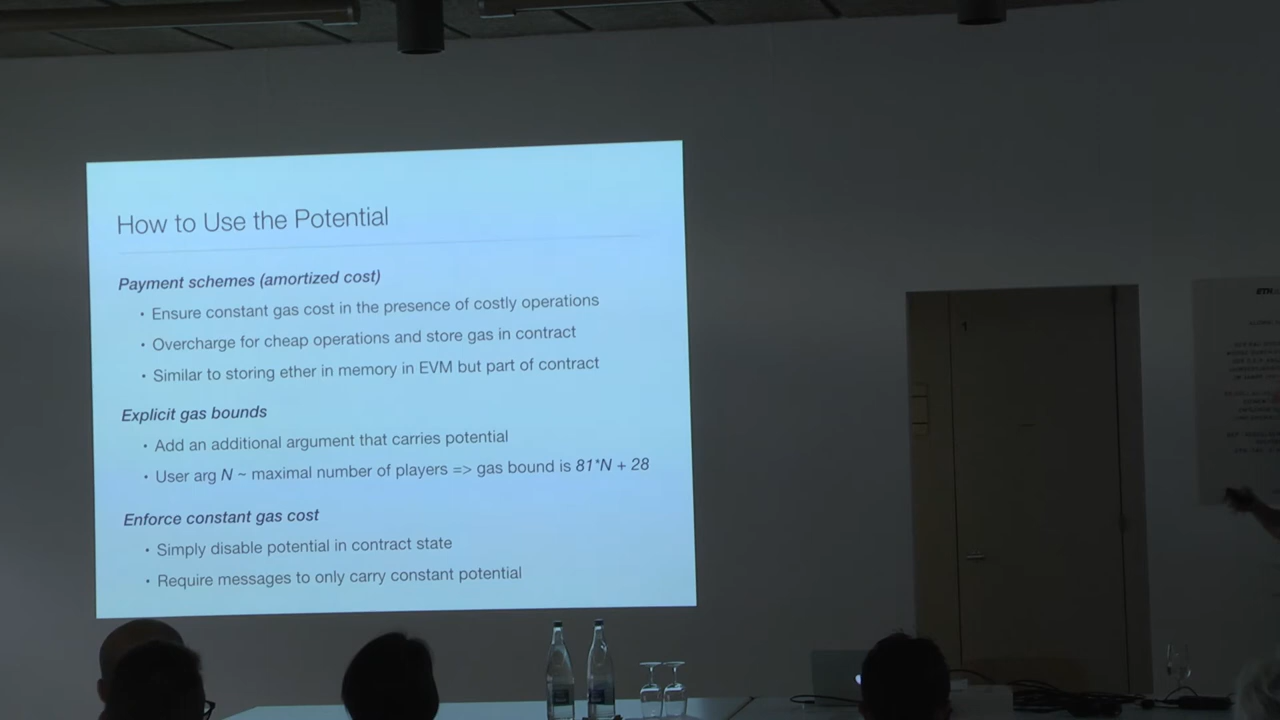 How to Use the Potential
Payment schemes (amortized cost)
• Ensure constant gas cost in the presence of costly operations
• Overcharge for cheap operations and store gas in contract
• Similar to storing ether in memory in EVM but part of contract
Explicit gas bounds
• Add an additional argument that carries potential
• User arg N ~ maximal number of players => gas bound is 81*N + 28
Enforce constant gas cost
• Simply disable potential in contract state
• Require messages to only carry constant potential
1
ETH